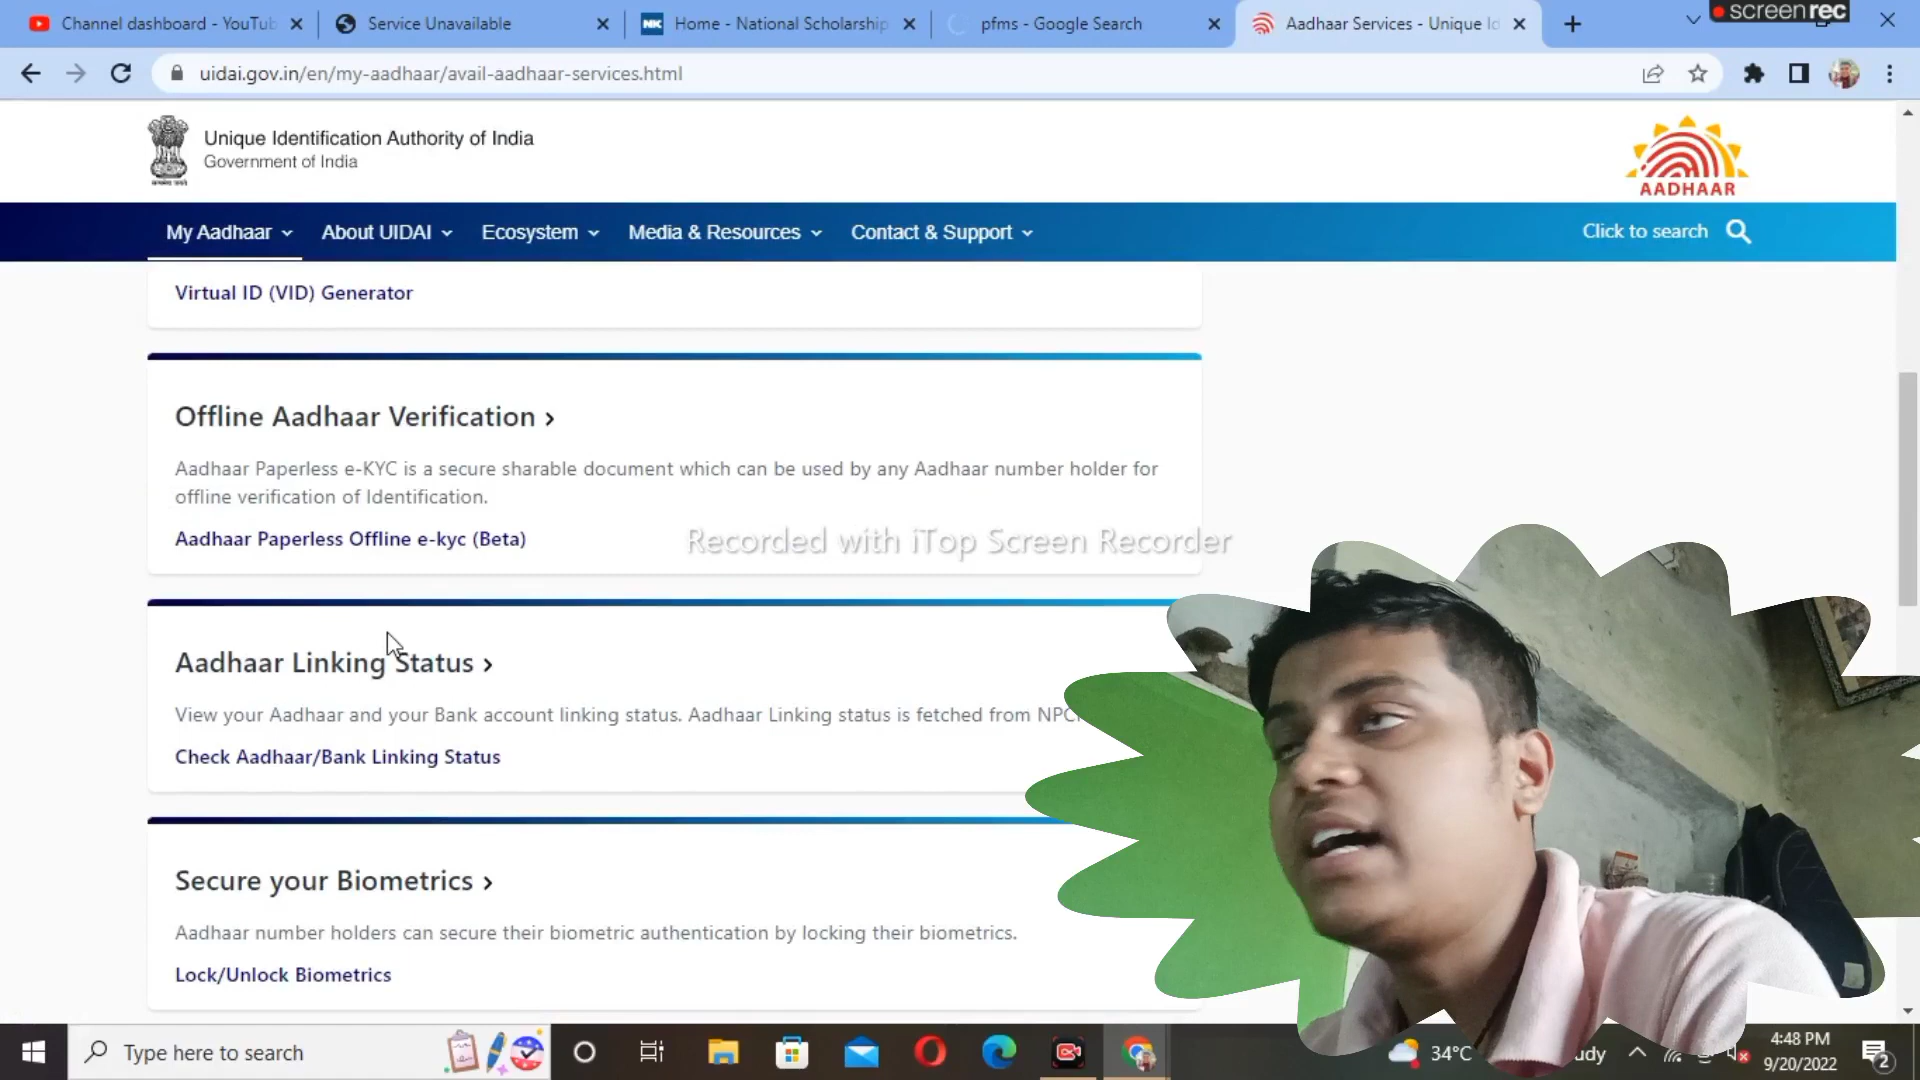 Channel dashboard - YouTub
Service Unavailable
NK Home - National Scholarship
pfms - Google Search
Aadhaar Services - Unique Id
screenrec
uidai.gov.in/en/my-aadhaar/avail-aadhaar-services.html
Unique Identification Authority of India
Government of India
AADHAAR
My Aadhaar
About UIDAI
Ecosystem
Media & Resources
Contact & Support
Click to search
Virtual ID (VID) Generator
Offline Aadhaar Verification
Aadhaar Paperless e-KYC is a secure sharable document which can be used by any Aadhaar number holder for
offline verification of Identification.
Aadhaar Paperless Offline e-kyc (Beta)
Recorded with iTop Screen Recorder
Aadhaar Linking Status
View your Aadhaar and your Bank account linking status. Aadhaar Linking status is fetched from NPC
Check Aadhaar/Bank Linking Status
Secure your Biometrics
Aadhaar number holders can secure their biometric authentication by locking their biometrics.
Lock/Unlock Biometrics
Type here to search
34°C
udy
4:48 PM
9/20/2022
2